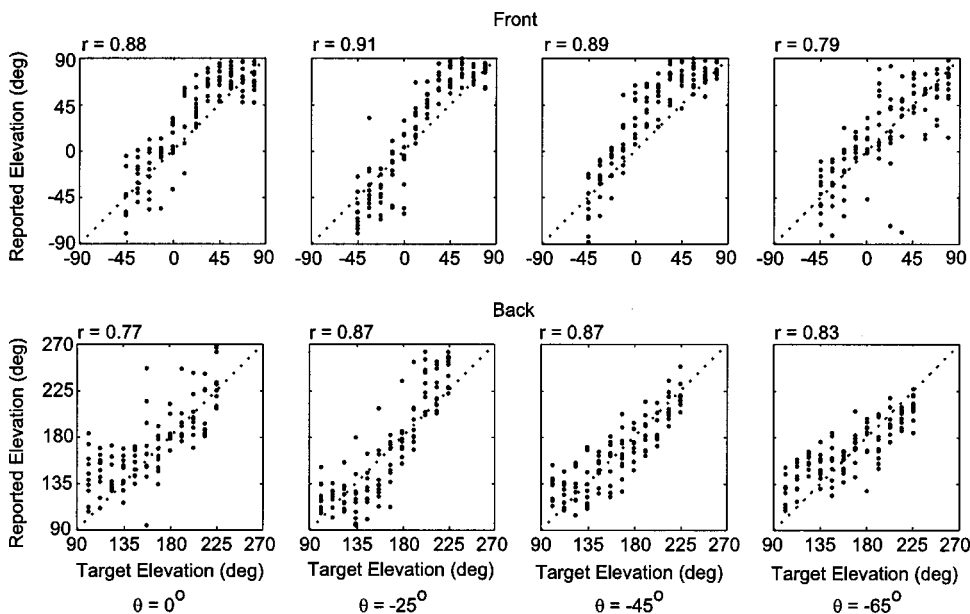 Front
r = 0.88 r = 0.91 r = 0.89 r = 0.79
Reported Elevation (deg)
90
45
0
-45
-90
-90 -45 0 45 90 -90 -45 0 45 90 -90 -45 0 45 90 -90 -45 0 45 90
Back
r = 0.77 r = 0.87 r = 0.87 r = 0.83
Reported Elevation (deg)
270
225
180
135
90
90 135 180 225 270 90 135 180 225 270 90 135 180 225 270 90 135 180 225 270
Target Elevation (deg) Target Elevation (deg) Target Elevation (deg) Target Elevation (deg)
θ = 0° θ = -25° θ = -45° θ = -65°